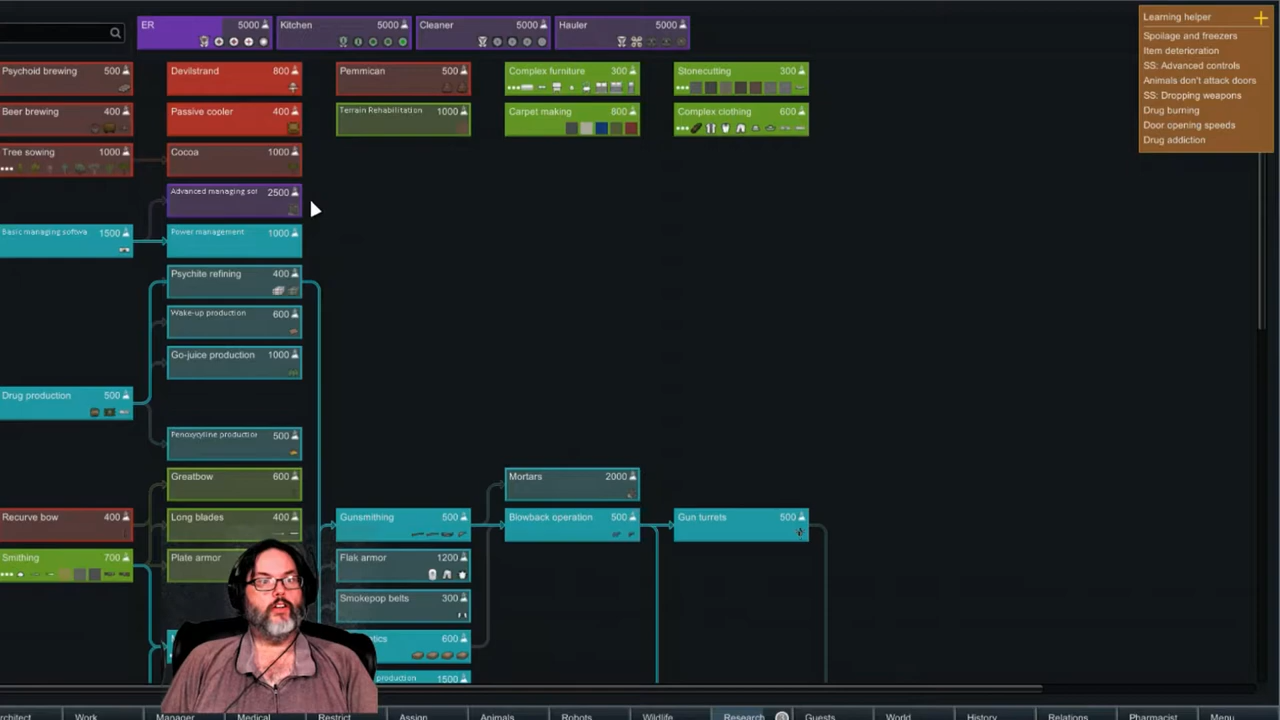 ER 5000
Kitchen 5000
Cleaner 5000
Hauler 5000
Learning helper
Spoilage and freezers
Item deterioration
SS: Advanced controls
Animals don't attack doors
SS: Dropping weapons
Drug burning
Door opening speeds
Drug addiction
Psychoid brewing 500
Devilstrand 800
Pemmican 500
Complex furniture 300
Stonecutting 300
Beer brewing 400
Passive cooler 400
Terrain Rehabilitation 1000
Carpet making 800
Complex clothing 600
Tree sowing 1000
Cocoa 1000
Advanced managing sof 2500
Basic managing softwa 1500
Power management 1000
Psychite refining 400
Wake-up production 600
Go-juice production 1000
Drug production 500
Penoxycyline production 500
Greatbow 600
Mortars 2000
Recurve bow 400
Long blades 400
Gunsmithing 500
Blowback operation 500
Gun turrets 500
Smithing 700
Plate armor
Flak armor 1200
Smokepop belts 300
600
production 1500
Work
Manager
Medical
Restrict
Assign
Animals
Robots
Wildlife
Research
Guests
World
History
Relations
Pharmacist
Menu